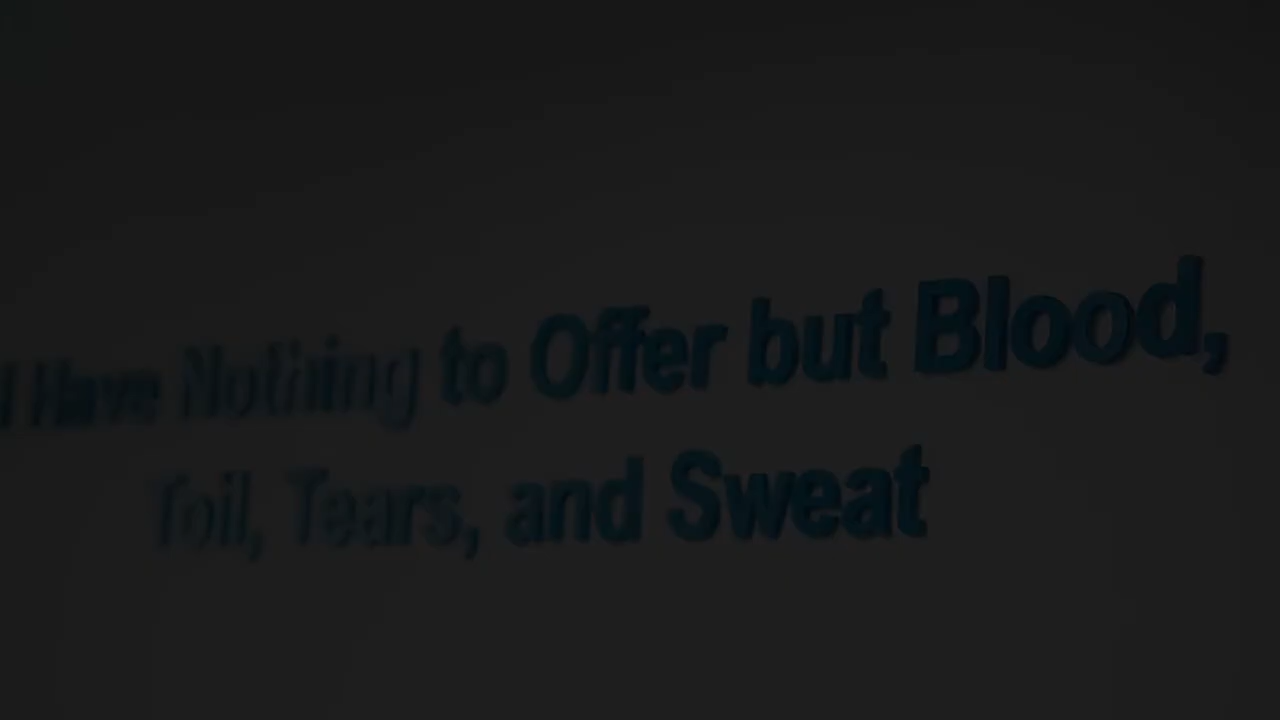 I Have Nothing to Offer but Blood,
Toil, Tears, and Sweat